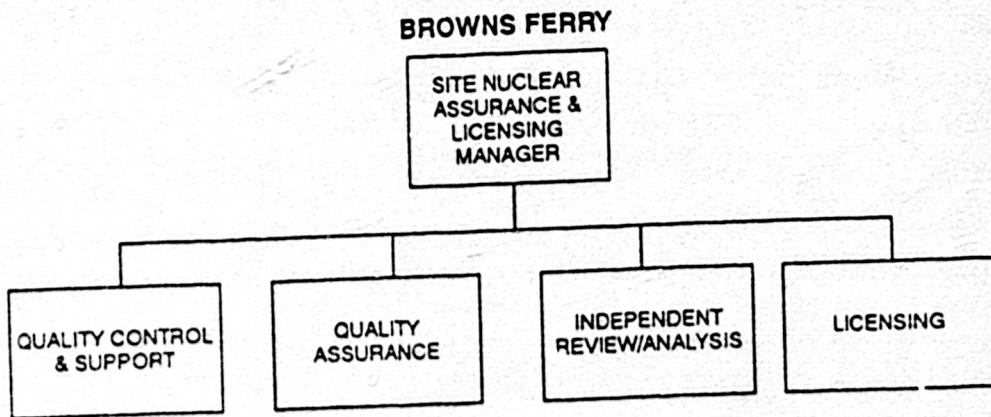 BROWNS FERRY
SITE NUCLEAR
ASSURANCE &
LICENSING
MANAGER
QUALITY CONTROL
& SUPPORT
QUALITY
ASSURANCE
INDEPENDENT
REVIEW/ANALYSIS
LICENSING